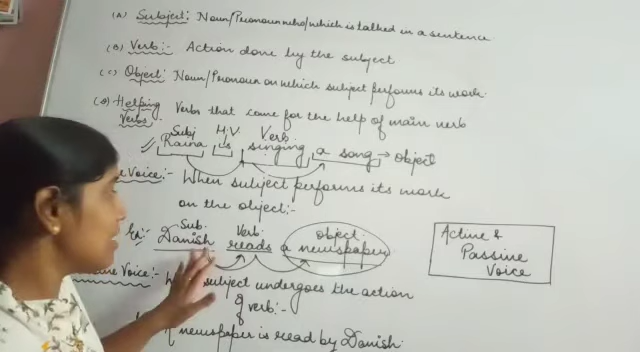 (A) Subject: Noun/Pronoun who/which is talked in a sentence
(B) Verb:- Action done by the subject
(C) Object: Noun/Pronoun on which subject performs its work.
(D) Helping Verbs that come for the help of main verb
Verbs-
Subj H.V. Verb
Raina is singing a song → object
Voice:- When subject performs its work
on the object:-
Sub. Verb object
Ex:- Danish reads a newspaper
Active & Passive
Voice
Voice:- subject undergoes the action
of verb:-
newspaper is read by Danish.